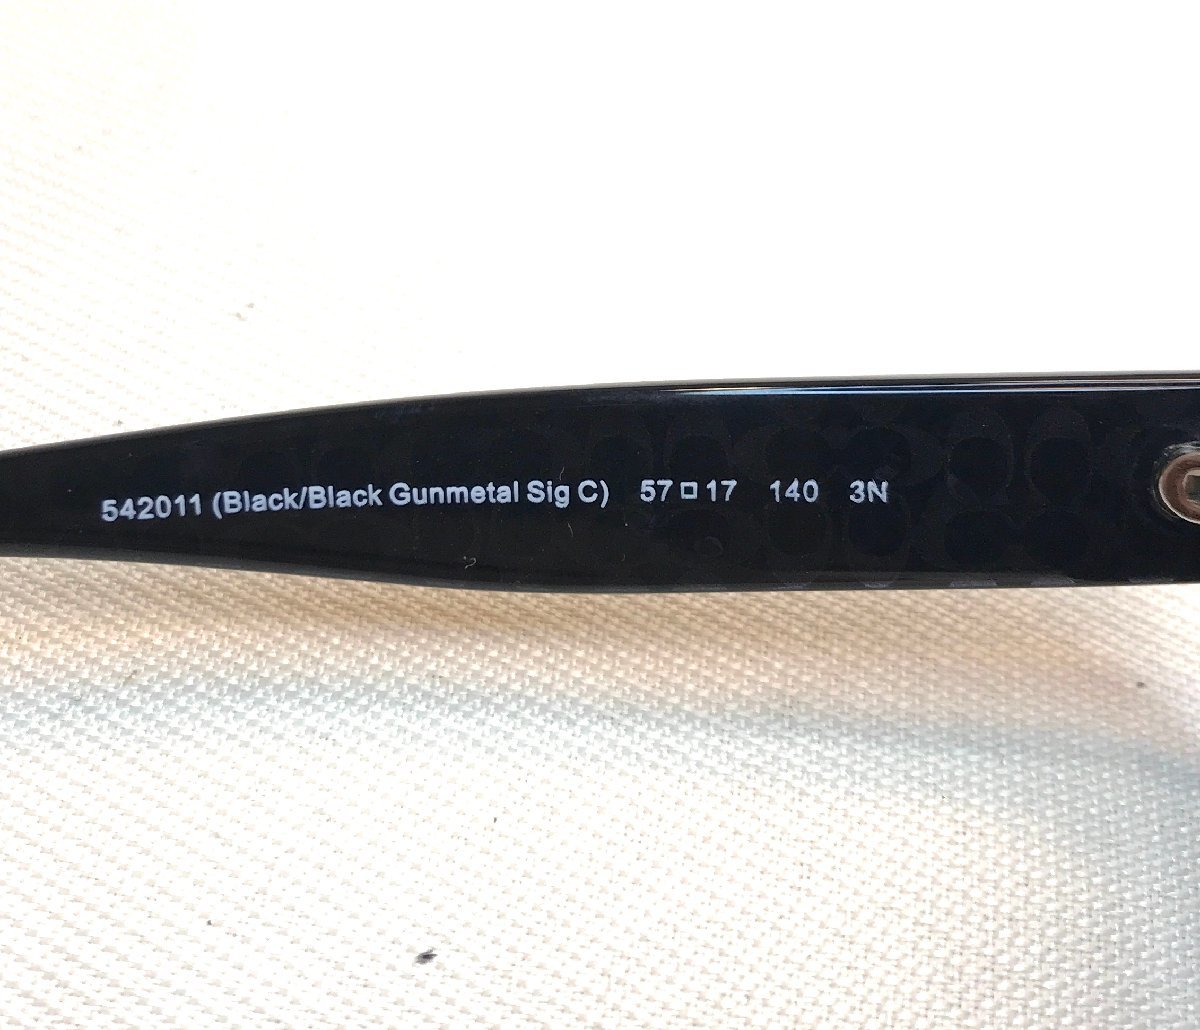 542011 (Black/Black Gunmetal Sig C) 57□17 140 3N